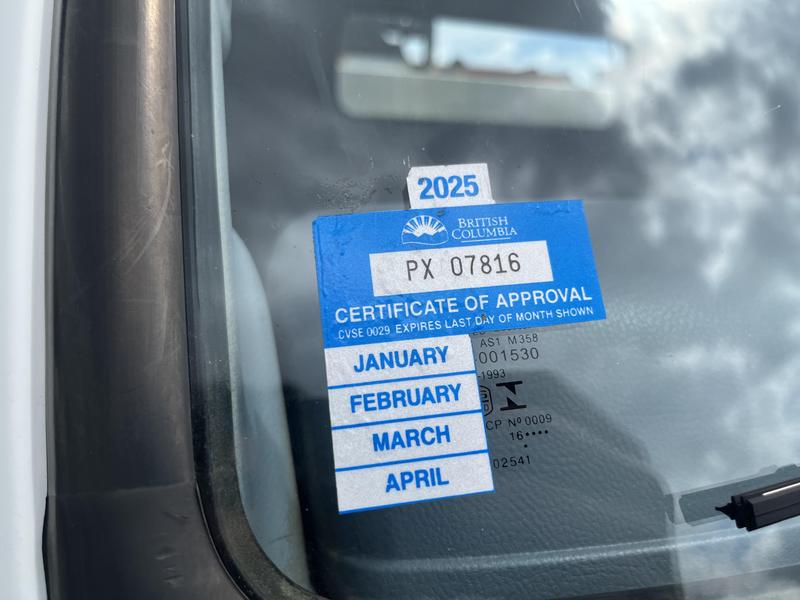 2025
BRITISH
COLUMBIA
PX 07816
CERTIFICATE OF APPROVAL
CVSE 0029 EXPIRES LAST DAY OF MONTH SHOWN
JANUARY
FEBRUARY
MARCH
APRIL
AS1 M358
001530
-1993
CP Nº 0009
16••••
•
02541